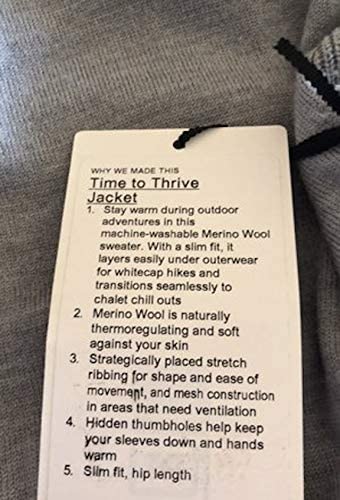 WHY WE MADE THIS
Time to Thrive
Jacket
1. Stay warm during outdoor
adventures in this
machine-washable Merino Wool
sweater. With a slim fit, it
layers easily under outerwear
for whitecap hikes and
transitions seamlessly to
chalet chill outs
2. Merino Wool is naturally
thermoregulating and soft
against your skin
3. Strategically placed stretch
ribbing for shape and ease of
movement, and mesh construction
in areas that need ventilation
4. Hidden thumbholes help keep
your sleeves down and hands
warm
5. Slim fit, hip length